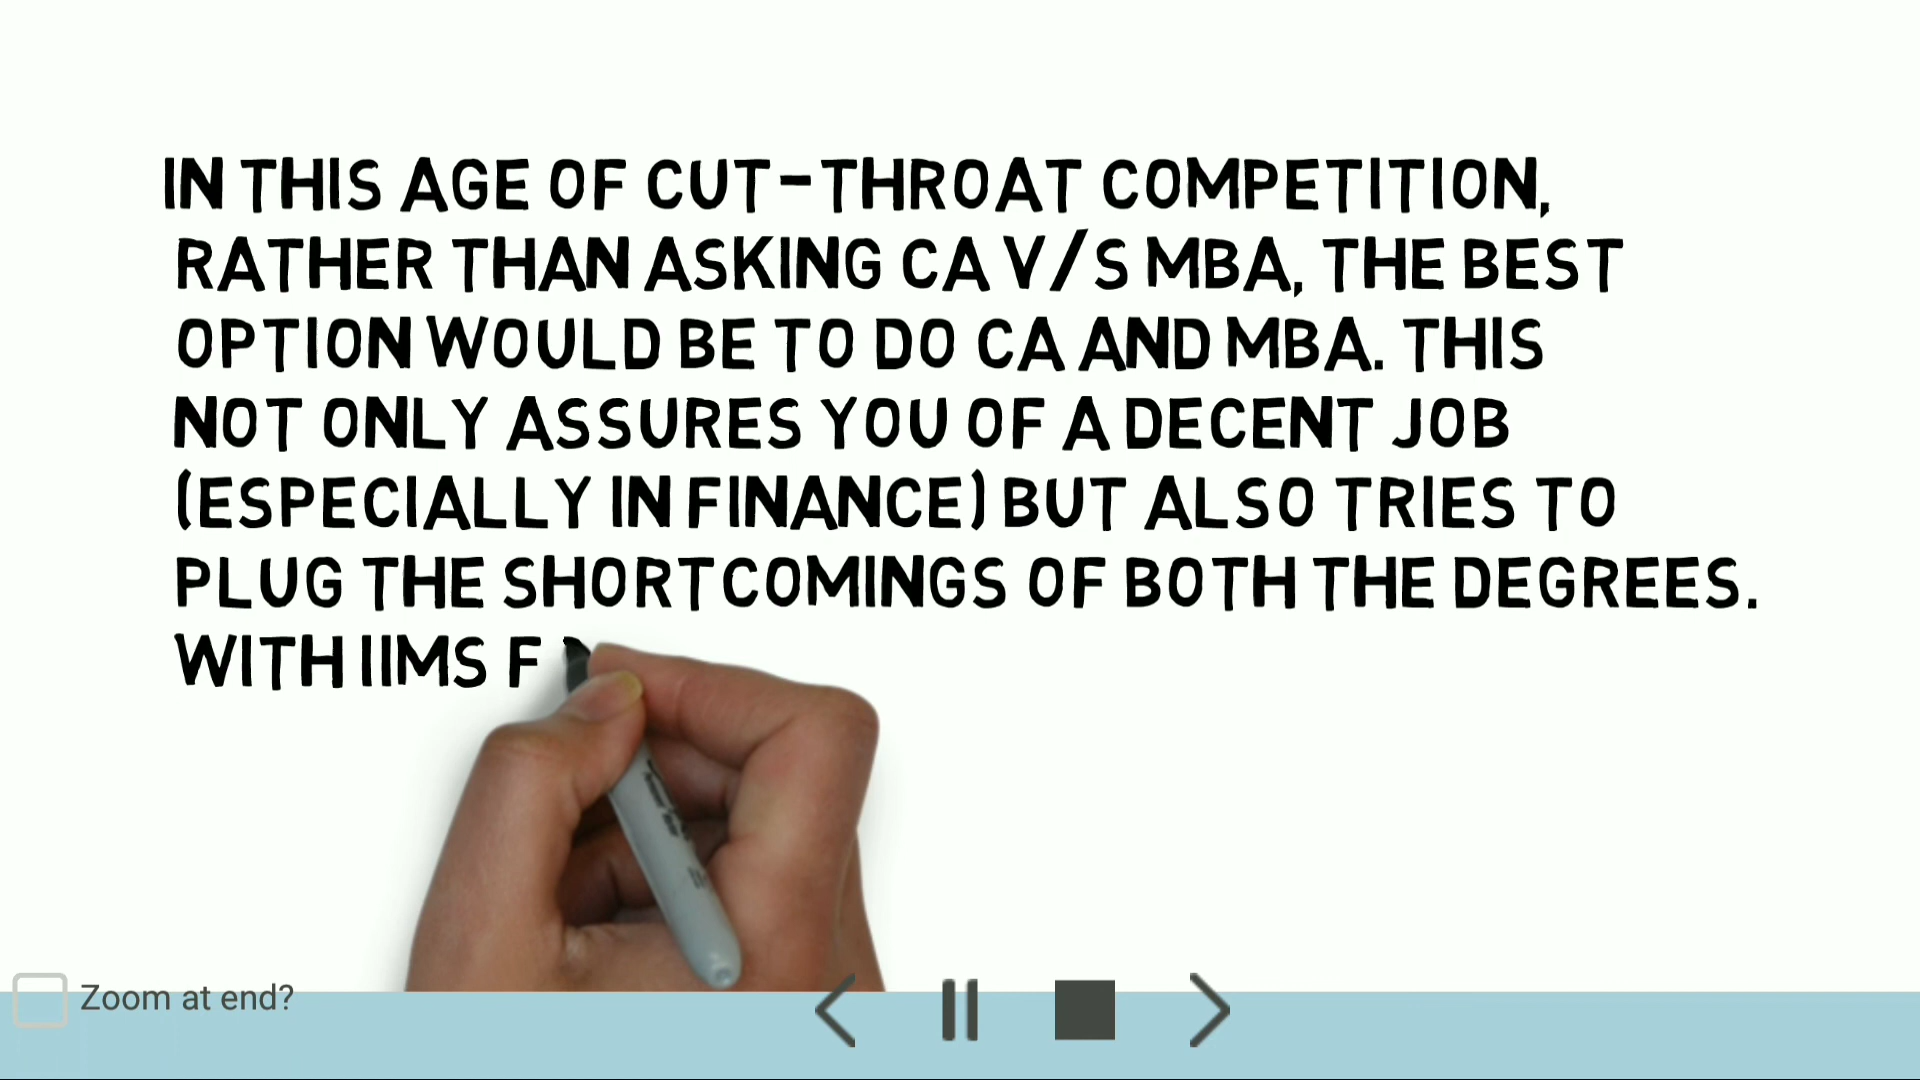 IN THIS AGE OF CUT-THROAT COMPETITION,
RATHER THAN ASKING CA V/S MBA, THE BEST
OPTION WOULD BE TO DO CA AND MBA. THIS
NOT ONLY ASSURES YOU OF A DECENT JOB
(ESPECIALLY IN FINANCE) BUT ALSO TRIES TO
PLUG THE SHORTCOMINGS OF BOTH THE DEGREES.
WITH IIMS F
Zoom at end?